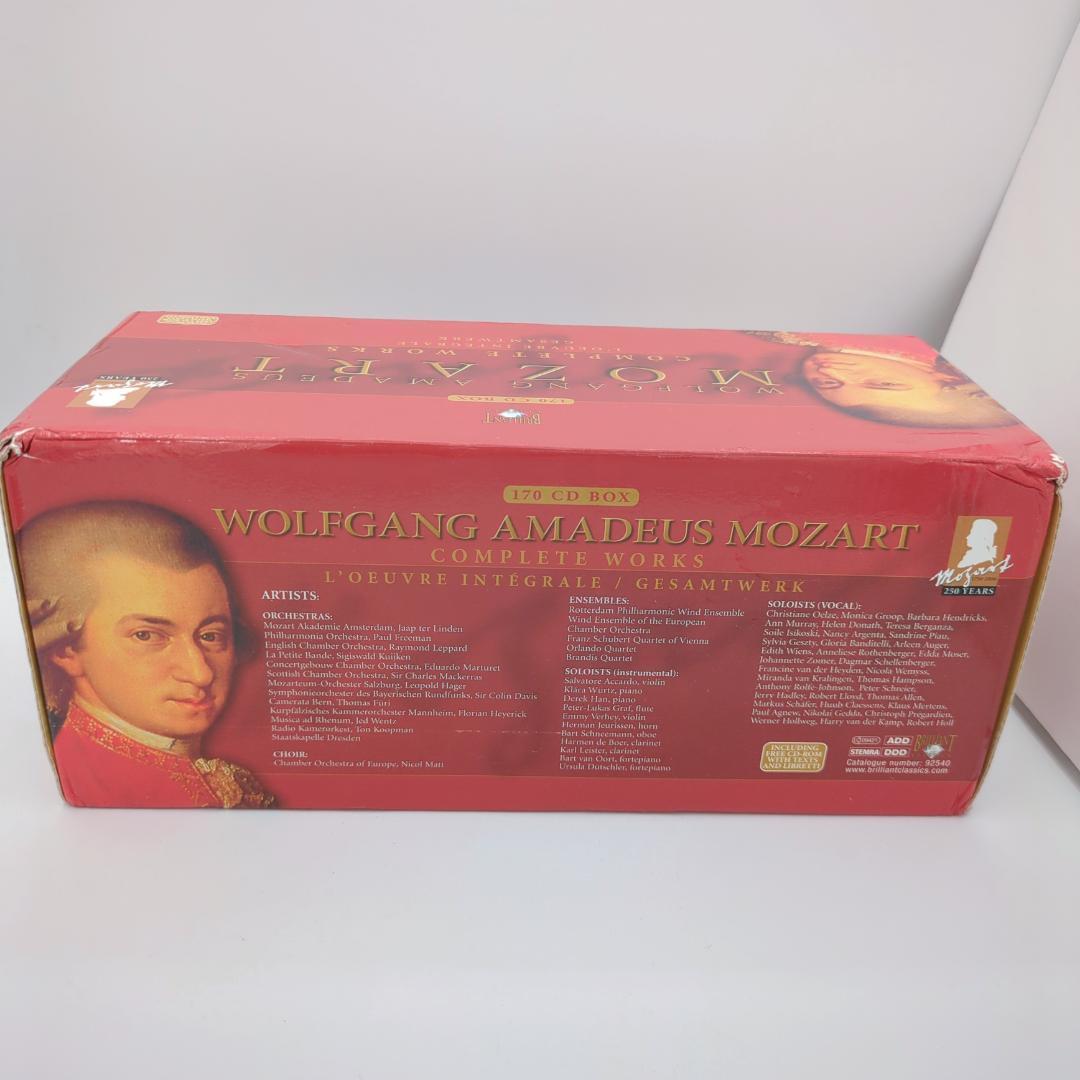 WOLFGANG AMADEUS
MOZART
COMPLETE WORKS
L'OEUVRE INTÉGRALE
GESAMTWERK
170 CD BOX
BRILLIANT
Mozart
250 YEARS
170 CD BOX
WOLFGANG AMADEUS MOZART
COMPLETE WORKS
L'OEUVRE INTÉGRALE / GESAMTWERK
Mozart
250 YEARS
ARTISTS:
ORCHESTRAS:
Mozart Akademie Amsterdam, Jaap ter Linden
Philharmonia Orchestra, Paul Freeman
English Chamber Orchestra, Raymond Leppard
La Petite Bande, Sigiswald Kuijken
Concertgebouw Chamber Orchestra, Eduardo Marturet
Scottish Chamber Orchestra, Sir Charles Mackerras
Mozarteum-Orchester Salzburg, Leopold Hager
Symphonieorchester des Bayerischen Rundfunks, Sir Colin Davis
Camerata Bern, Thomas Füri
Kurpfälzisches Kammerorchester Mannheim, Florian Heyerick
Musica ad Rhenum, Jed Wentz
Radio Kamerorkest, Ton Koopman
Staatskapelle Dresden
CHOIR:
Chamber Orchestra of Europe, Nicol Matt
ENSEMBLES:
Rotterdam Philharmonic Wind Ensemble
Wind Ensemble of the European
Chamber Orchestra
Franz Schubert Quartet of Vienna
Orlando Quartet
Brandis Quartet
SOLOISTS (instrumental):
Salvatore Accardo, violin
Klára Würtz, piano
Derek Han, piano
Peter-Lukas Graf, flute
Emmy Verhey, violin
Herman Jeurissen, horn
Bart Schneemann, oboe
Harmen de Boer, clarinet
Karl Leister, clarinet
Bart van Oort, fortepiano
Ursula Dütschler, fortepiano
SOLOISTS (VOCAL):
Christiane Oelze, Monica Groop, Barbara Hendricks,
Ann Murray, Helen Donath, Teresa Berganza,
Soile Isikoski, Nancy Argenta, Sandrine Piau,
Sylvia Geszty, Gloria Banditelli, Arleen Auger,
Edith Wiens, Anneliese Rothenberger, Edda Moser,
Johannette Zomer, Dagmar Schellenberger,
Francine van der Heyden, Nicola Wemyss,
Miranda van Kralingen, Thomas Hampson,
Anthony Rolfe-Johnson, Peter Schreier,
Jerry Hadley, Robert Lloyd, Thomas Allen,
Markus Schäfer, Huub Claessens, Klaus Mertens,
Paul Agnew, Nikolai Gedda, Christoph Pregardien,
Werner Hollweg, Harry van der Kamp, Robert Holl
INCLUDING
FREE CD-ROM
WITH TEXTS
AND LIBRETTI
ADD
STEMRA DDD
BRILLIANT
Catalogue number: 92540
www.brilliantclassics.com